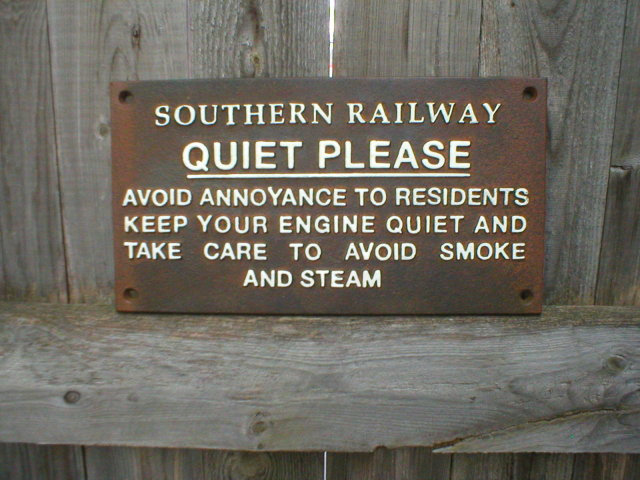 SOUTHERN RAILWAY
QUIET PLEASE
AVOID ANNOYANCE TO RESIDENTS
KEEP YOUR ENGINE QUIET AND
TAKE CARE TO AVOID SMOKE
AND STEAM